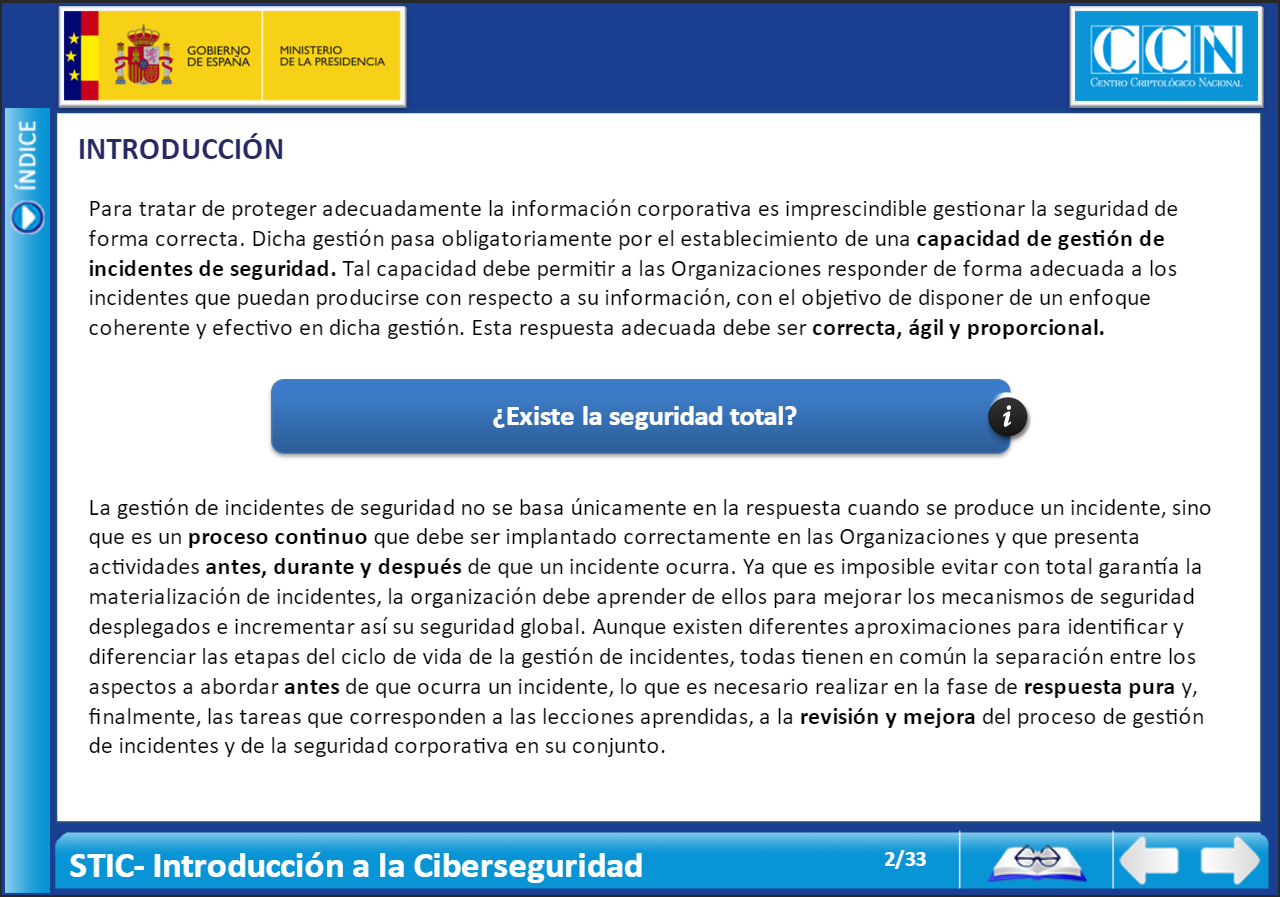 GOBIERNO
DE ESPAÑA
MINISTERIO
DE LA PRESIDENCIA
CCN
CENTRO CRIPTOLÓGICO NACIONAL
ÍNDICE
INTRODUCCIÓN
Para tratar de proteger adecuadamente la información corporativa es imprescindible gestionar la seguridad de
forma correcta. Dicha gestión pasa obligatoriamente por el establecimiento de una capacidad de gestión de
incidentes de seguridad. Tal capacidad debe permitir a las Organizaciones responder de forma adecuada a los
incidentes que puedan producirse con respecto a su información, con el objetivo de disponer de un enfoque
coherente y efectivo en dicha gestión. Esta respuesta adecuada debe ser correcta, ágil y proporcional.
¿Existe la seguridad total?
i
La gestión de incidentes de seguridad no se basa únicamente en la respuesta cuando se produce un incidente, sino
que es un proceso continuo que debe ser implantado correctamente en las Organizaciones y que presenta
actividades antes, durante y después de que un incidente ocurra. Ya que es imposible evitar con total garantía la
materialización de incidentes, la organización debe aprender de ellos para mejorar los mecanismos de seguridad
desplegados e incrementar así su seguridad global. Aunque existen diferentes aproximaciones para identificar y
diferenciar las etapas del ciclo de vida de la gestión de incidentes, todas tienen en común la separación entre los
aspectos a abordar antes de que ocurra un incidente, lo que es necesario realizar en la fase de respuesta pura y,
finalmente, las tareas que corresponden a las lecciones aprendidas, a la revisión y mejora del proceso de gestión
de incidentes y de la seguridad corporativa en su conjunto.
STIC- Introducción a la Ciberseguridad
2/33